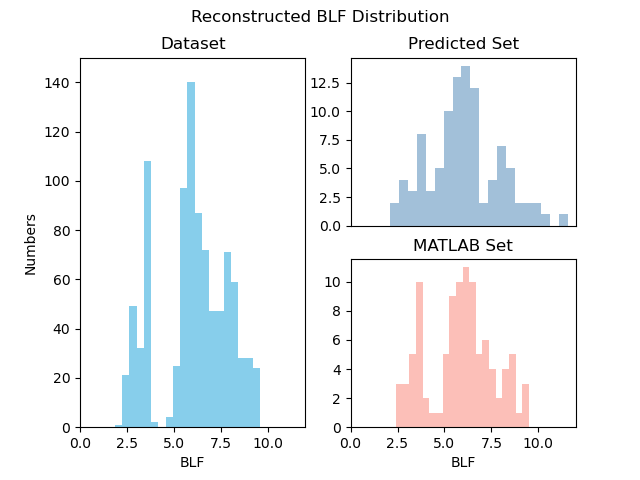 Reconstructed BLF Distribution
Dataset
Numbers
140
120
100
80
60
40
20
0
0.0 2.5 5.0 7.5 10.0
BLF
Predicted Set
12.5
10.0
7.5
5.0
2.5
0.0
MATLAB Set
10
8
6
4
2
0
0.0 2.5 5.0 7.5 10.0
BLF